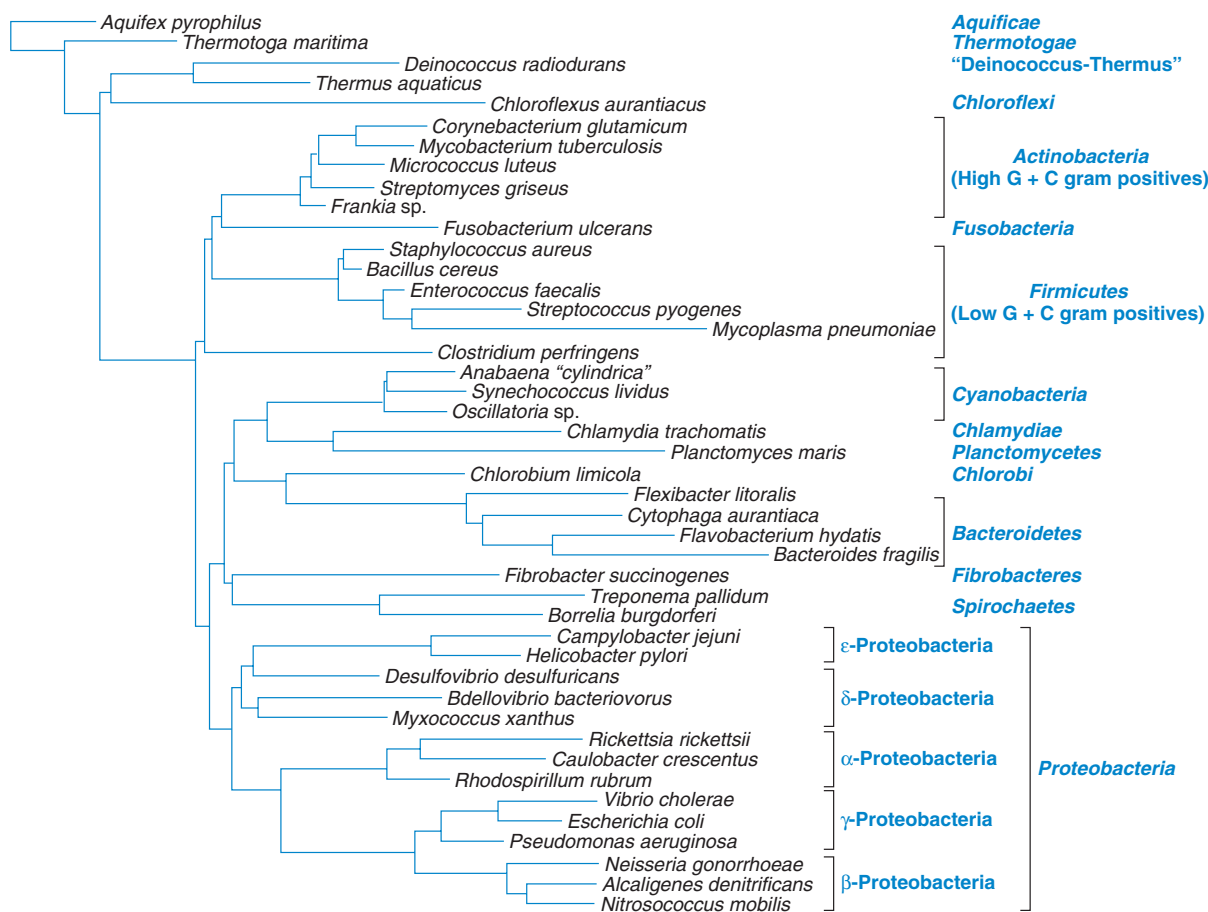 Aquifex pyrophilus
Aquificae
Thermotoga maritima
Thermotogae
Deinococcus radiodurans
“Deinococcus-Thermus”
Thermus aquaticus
Chloroflexus aurantiacus
Chloroflexi
Corynebacterium glutamicum
Mycobacterium tuberculosis
Micrococcus luteus
Streptomyces griseus
Frankia sp.
Actinobacteria
(High G + C gram positives)
Fusobacterium ulcerans
Fusobacteria
Staphylococcus aureus
Bacillus cereus
Enterococcus faecalis
Streptococcus pyogenes
Mycoplasma pneumoniae
Clostridium perfringens
Firmicutes
(Low G + C gram positives)
Anabaena “cylindrica”
Synechococcus lividus
Oscillatoria sp.
Cyanobacteria
Chlamydia trachomatis
Chlamydiae
Planctomyces maris
Planctomycetes
Chlorobium limicola
Chlorobi
Flexibacter litoralis
Cytophaga aurantiaca
Flavobacterium hydatis
Bacteroides fragilis
Bacteroidetes
Fibrobacter succinogenes
Fibrobacteres
Treponema pallidum
Borrelia burgdorferi
Spirochaetes
Campylobacter jejuni
Helicobacter pylori
ε-Proteobacteria
Desulfovibrio desulfuricans
Bdellovibrio bacteriovorus
Myxococcus xanthus
δ-Proteobacteria
Rickettsia rickettsii
Caulobacter crescentus
Rhodospirillum rubrum
α-Proteobacteria
Vibrio cholerae
Escherichia coli
Pseudomonas aeruginosa
γ-Proteobacteria
Neisseria gonorrhoeae
Alcaligenes denitrificans
Nitrosococcus mobilis
β-Proteobacteria
Proteobacteria